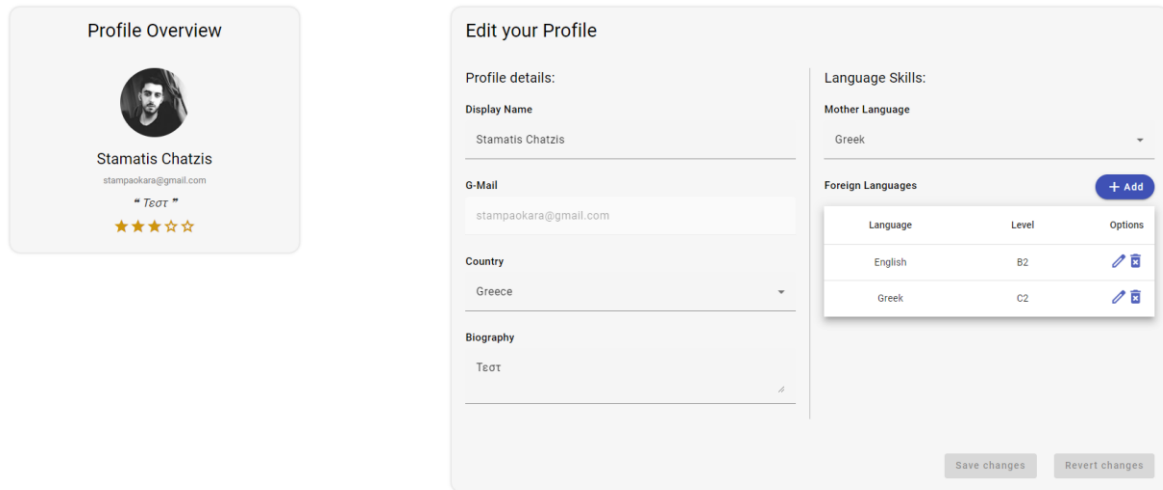 Profile Overview
Stamatis Chatzis
stampaokara@gmail.com
❝ Τεστ ❞
Edit your Profile
Profile details:
Display Name
Stamatis Chatzis
G-Mail
stampaokara@gmail.com
Country
Greece
Biography
Τεστ
Language Skills:
Mother Language
Greek
Foreign Languages
+ Add
Language Level Options
English B2
Greek C2
Save changes Revert changes